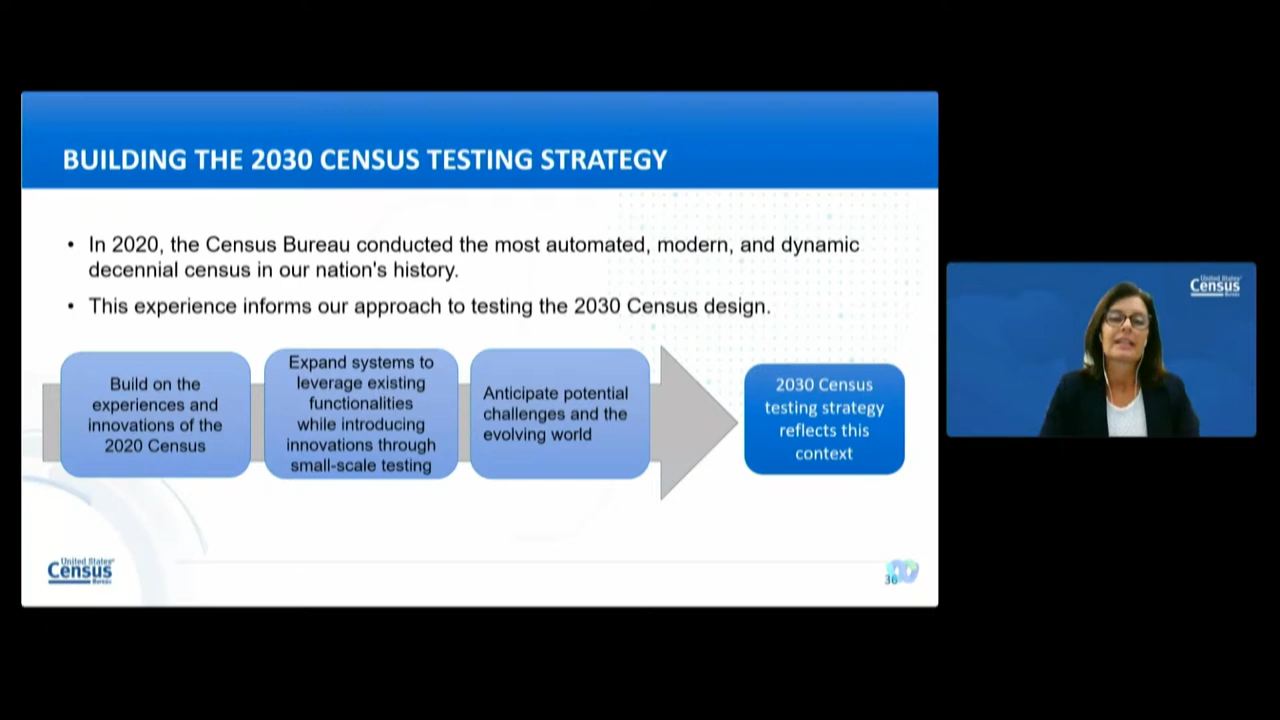 BUILDING THE 2030 CENSUS TESTING STRATEGY
• In 2020, the Census Bureau conducted the most automated, modern, and dynamic
decennial census in our nation's history.
• This experience informs our approach to testing the 2030 Census design.
Build on the
experiences and
innovations of the
2020 Census
Expand systems to
leverage existing
functionalities
while introducing
innovations through
small-scale testing
Anticipate potential
challenges and the
evolving world
2030 Census
testing strategy
reflects this
context
United States®
Census
Bureau
36
United States®
Census
Bureau